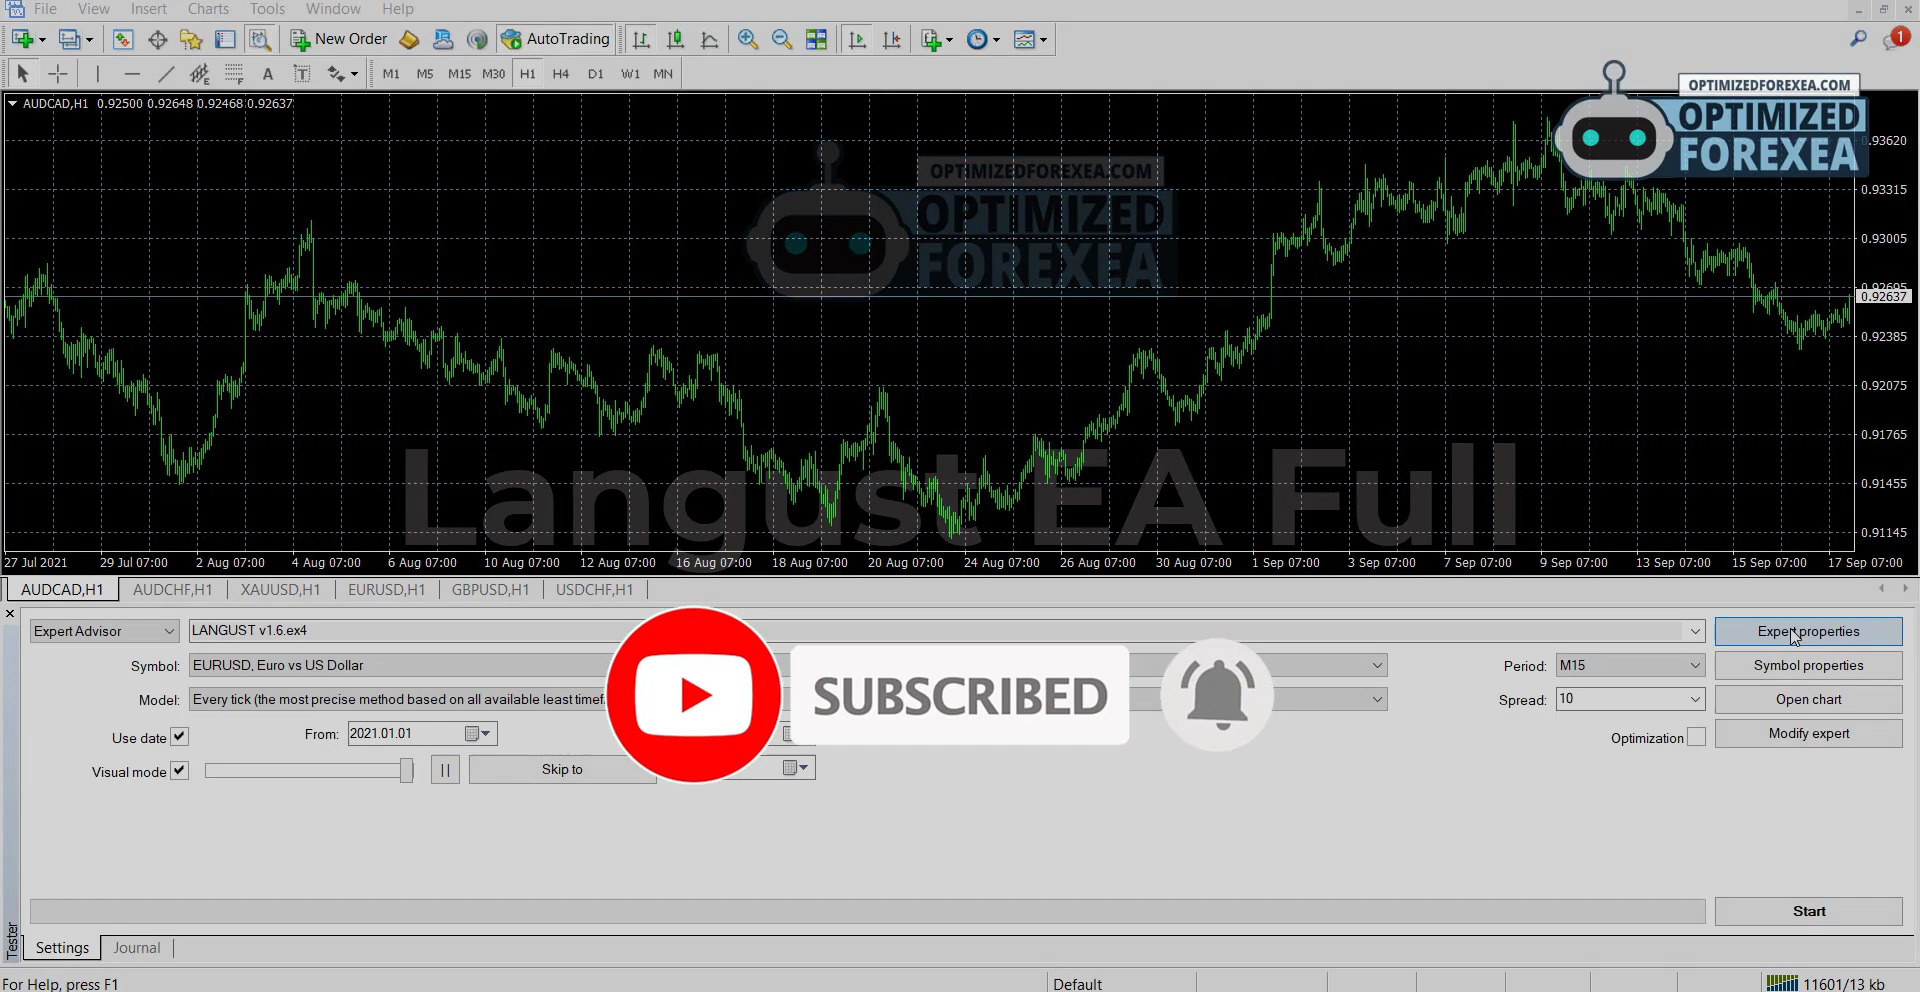 File View Insert Charts Tools Window Help
New Order AutoTrading 1
A T M1 M5 M15 M30 H1 H4 D1 W1 MN
AUDCAD,H1 0.92500 0.92648 0.92468 0.92637
OPTIMIZEDFOREXEA.COM
OPTIMIZED
FOREXEA
OPTIMIZEDFOREXEA.COM
OPTIMIZED
FOREXEA
0.93620
0.93315
0.93005
0.92695
0.92637
0.92385
0.92075
0.91765
0.91455
0.91145
Langust EA Full
27 Jul 2021 29 Jul 07:00 2 Aug 07:00 4 Aug 07:00 6 Aug 07:00 10 Aug 07:00 12 Aug 07:00 16 Aug 07:00 18 Aug 07:00 20 Aug 07:00 24 Aug 07:00 26 Aug 07:00 30 Aug 07:00 1 Sep 07:00 3 Sep 07:00 7 Sep 07:00 9 Sep 07:00 13 Sep 07:00 15 Sep 07:00 17 Sep 07:00
AUDCAD,H1 AUDCHF,H1 XAUUSD,H1 EURUSD,H1 GBPUSD,H1 USDCHF,H1
Expert Advisor LANGUST v1.6.ex4 Expert properties
Symbol: EURUSD, Euro vs US Dollar Period: M15 Symbol properties
Model: Every tick (the most precise method based on all available least Spread: 10 Open chart
SUBSCRIBED
Use date From: 2021.01.01 Optimization Modify expert
Visual mode Skip to
Start
Tester
Settings Journal
For Help, press F1 Default 11601/13 kb